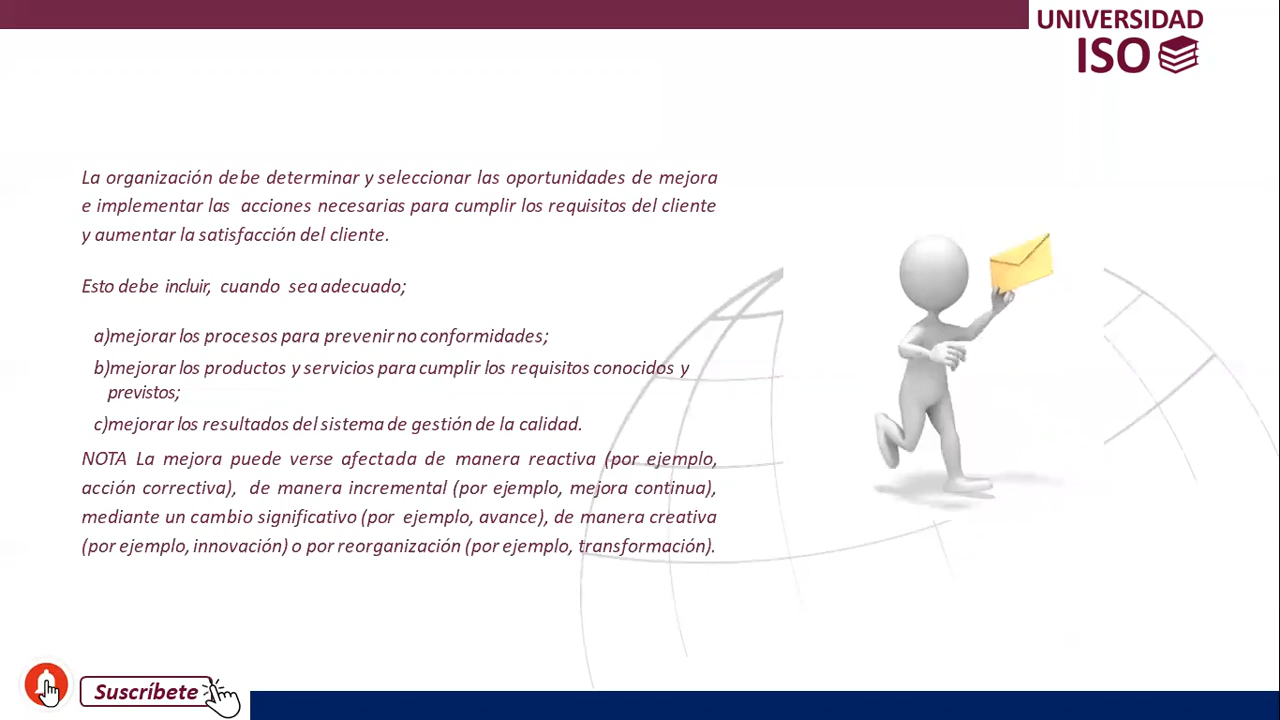 UNIVERSIDAD
ISO
La organización debe determinar y seleccionar las oportunidades de mejora
e implementar las acciones necesarias para cumplir los requisitos del cliente
y aumentar la satisfacción del cliente.
Esto debe incluir, cuando sea adecuado;
a)mejorar los procesos para prevenir no conformidades;
b)mejorar los productos y servicios para cumplir los requisitos conocidos y
previstos;
c)mejorar los resultados del sistema de gestión de la calidad.
NOTA La mejora puede verse afectada de manera reactiva (por ejemplo,
acción correctiva), de manera incremental (por ejemplo, mejora continua),
mediante un cambio significativo (por ejemplo, avance), de manera creativa
(por ejemplo, innovación) o por reorganización (por ejemplo, transformación).
Suscríbete